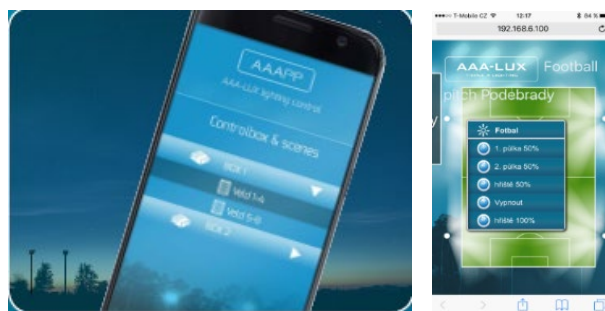 AAAPP
AAA-LUX lighting control
Controlbox & scenes
BOX 1
Veld 1-4
Veld 5-8
BOX 2
T-Mobile CZ 12:17 84 %
192.168.6.100
AAA-LUX Football
pitch Podebrady
Fotbal
1. půlka 50%
2. půlka 50%
hřiště 50%
Vypnout
hřiště 100%